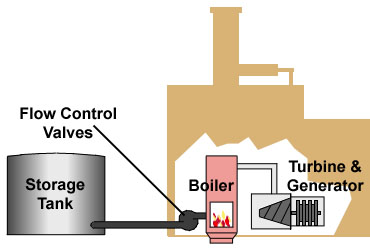 Flow Control
Valves
Storage
Tank
Boiler
Turbine &
Generator